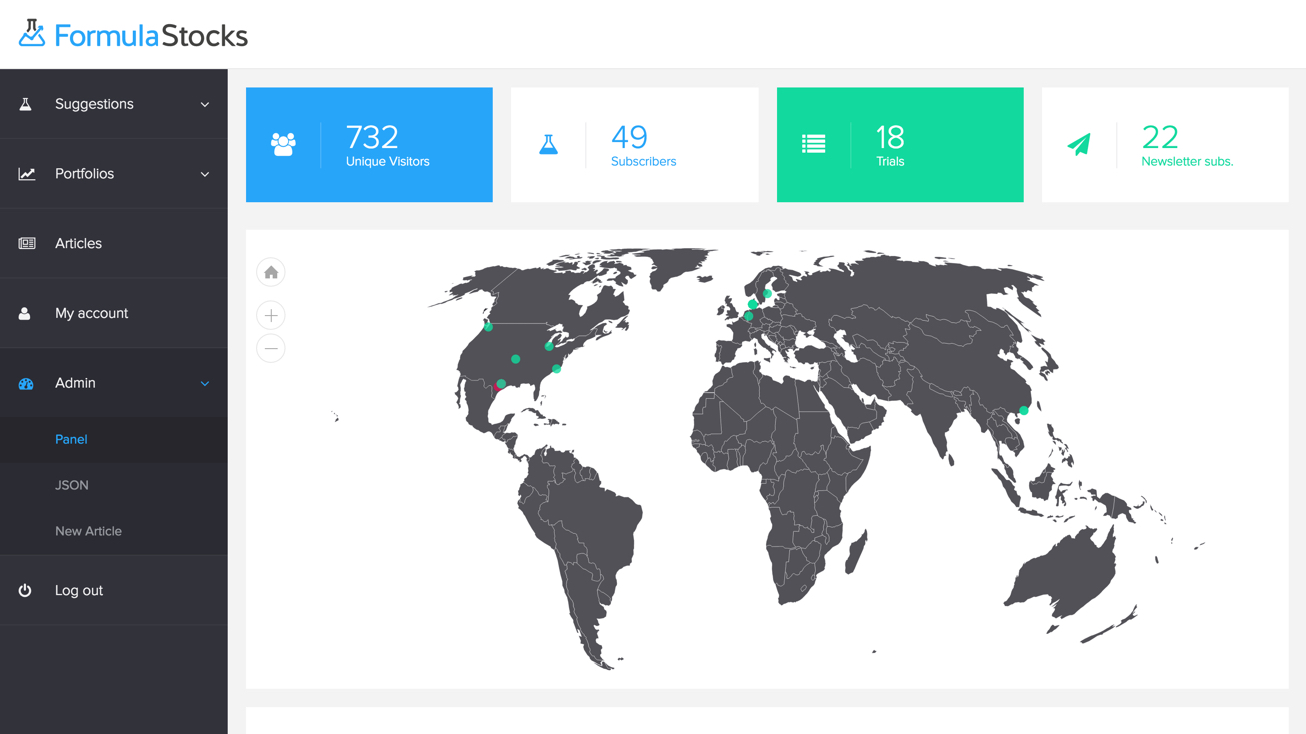 FormulaStocks
Suggestions
Portfolios
Articles
My account
Admin
Panel
JSON
New Article
Log out
732
Unique Visitors
49
Subscribers
18
Trials
22
Newsletter subs.